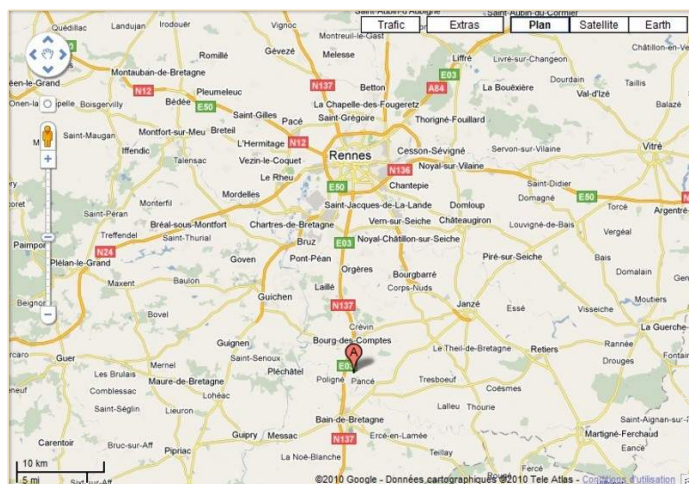 Saint-Aubin-du-Cormier
Trafic Extras Plan Satellite Earth
Quédillac Landujan Irodouër Vignoc Montreuil-le-Gast
Romillé Gévezé Melesse Liffré Livré-sur-Changeon Châtillon-en-V
E03
een-le-Grand Montauban-de-Bretagne N137 Betton A84 La Bouëxière Dourdain Taillis
N12 Pleumeleuc La Chapelle-des-Fougeretz Val-d'Izé
Boisgervilly Bédée E50 Saint-Gilles Pacé Saint-Grégoire Thorigné-Fouillard Balazé
Saint-Maugan Montfort-sur-Meu Breteil L'Hermitage N12 Cesson-Sévigné Servon-sur-Vilaine Vitré
Iffendic Talensac Vezin-le-Coquet Rennes Noyal-sur-Vilaine
Le Rheu N136
Mordelles E50 Chantepie Saint-Didier E50
Saint-Péran Monterfil Saint-Jacques-de-La-Lande Domloup Domagné Torcé Argentré
Treffendel Bréal-sous-Montfort Chartres-de-Bretagne Vern-sur-Seiche Châteaugiron Louvigné-de-Bais Vergéal
Paimpor Saint-Thurial Bruz E03 Noyal-Châtillon-sur-Seiche
N24 Goven Pont-Péan Piré-sur-Seiche Bais
Plélan-le-Grand Orgères Bourgbarré Domalain
Maxent Baulon Laillé Corps-Nuds Moutiers
Beignon Guichen N137 Janzé Essé Visseiche
Bovel Crévin La Guerche
Guignen Bourg-des-Comptes Rannée
Guer Mernel Saint-Senoux A Le Theil-de-Bretagne Retiers Drouges
Les Brulais Pléchâtel E03
Comblessac Maure-de-Bretagne Poligné Pancé Tresboeuf Coësmes
Lohéac
Saint-Séglin Lieuron Lalleu Thourie
Bain-de-Bretagne Saint-Aignan-sur
Carentoir Bruc-sur-Aff Guipry Messac N137 Ercé-en-Lamée Martigné-Ferchaud
Pipriac Teillay Eancé
10 km La Noë-Blanche
5 mi ©2010 Google - Données cartographiques ©2010 Tele Atlas - Conditions d'utilisation